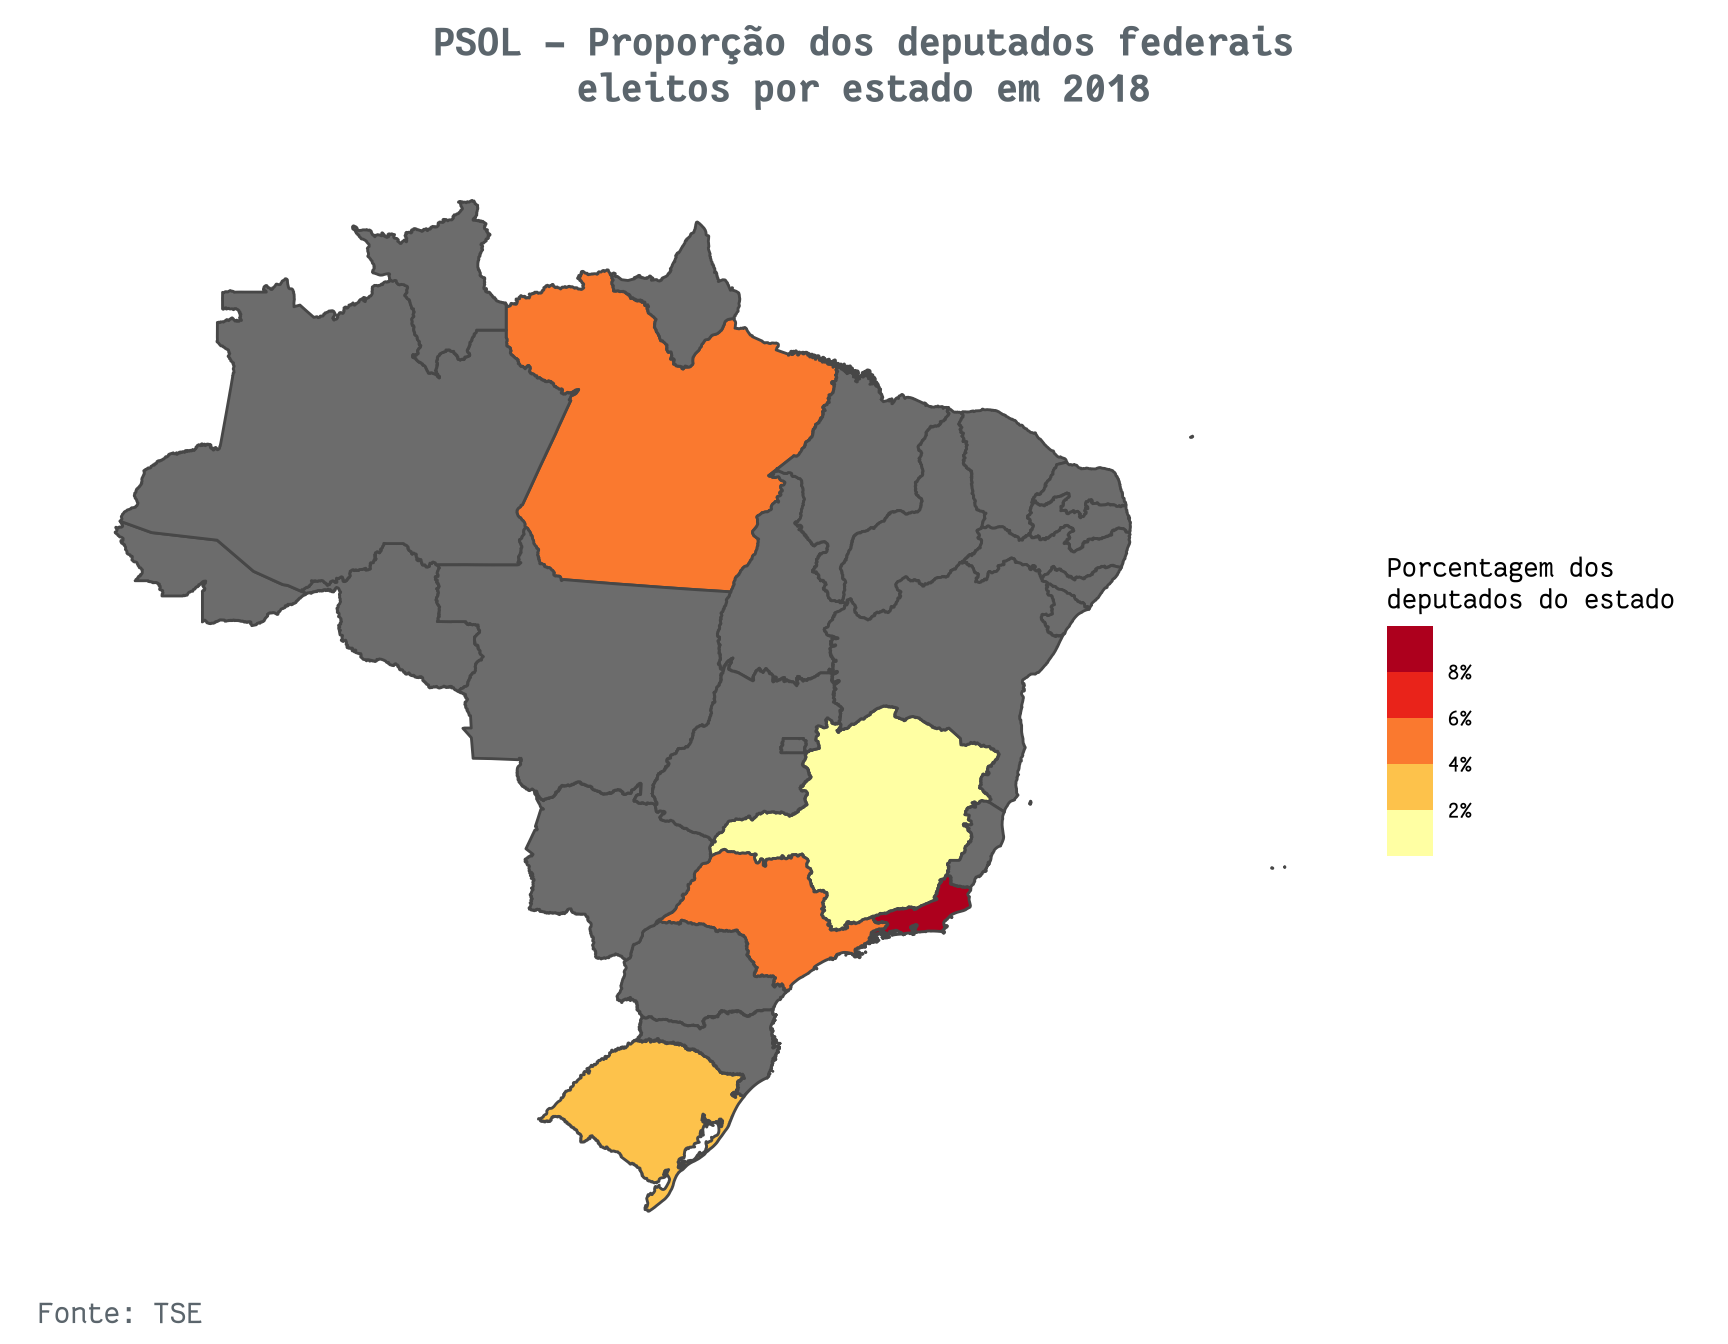 PSOL – Proporção dos deputados federais
eleitos por estado em 2018
Porcentagem dos
deputados do estado
8%
6%
4%
2%
Fonte: TSE